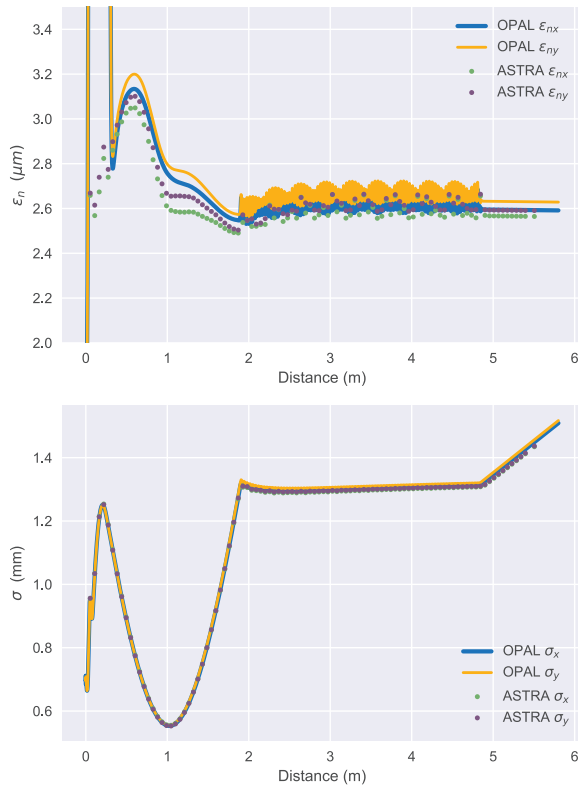 3.4
3.2
3.0
2.8
2.6
2.4
2.2
2.0
εn (μm)
OPAL εnx
OPAL εny
ASTRA εnx
ASTRA εny
0 1 2 3 4 5 6
Distance (m)
1.4
1.2
1.0
0.8
0.6
σ (mm)
OPAL σx
OPAL σy
ASTRA σx
ASTRA σy
0 1 2 3 4 5 6
Distance (m)